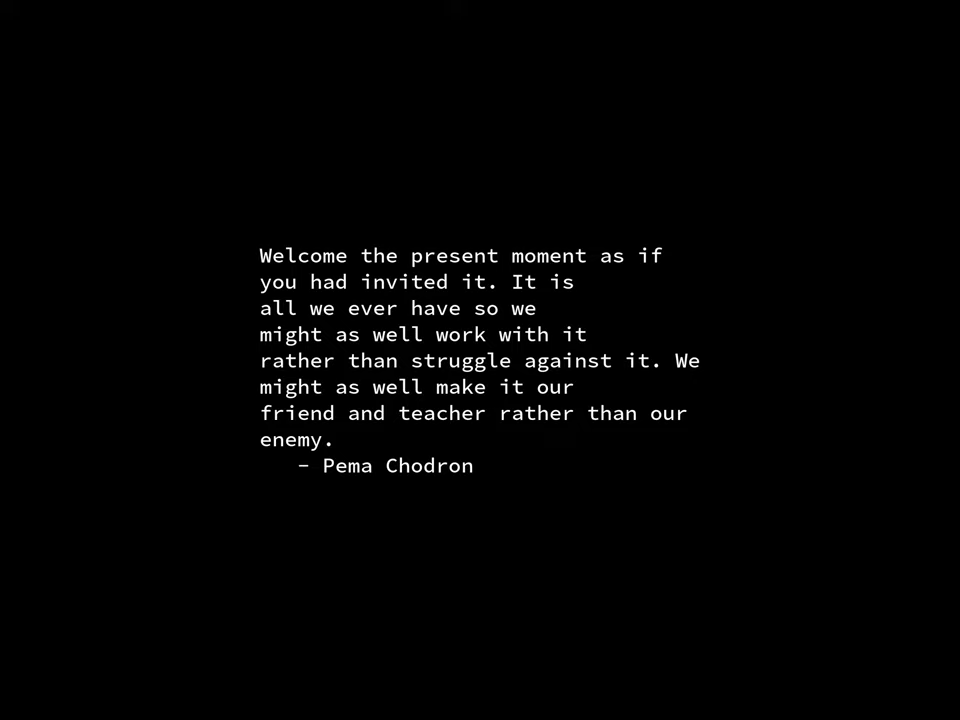 Welcome the present moment as if
you had invited it. It is
all we ever have so we
might as well work with it
rather than struggle against it. We
might as well make it our
friend and teacher rather than our
enemy.
– Pema Chodron